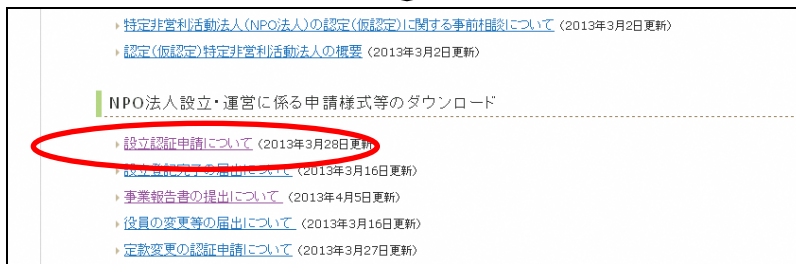 特定非営利活動法人(NPO法人)の認定(仮認定)に関する事前相談について (2013年3月2日更新)
認定(仮認定)特定非営利活動法人の概要 (2013年3月2日更新)
NPO法人設立・運営に係る申請様式等のダウンロード
設立認証申請について (2013年3月28日更新)
設立登記完了の届出について (2013年3月16日更新)
事業報告書の提出について (2013年4月5日更新)
役員の変更等の届出について (2013年3月16日更新)
定款変更の認証申請について (2013年3月27日更新)